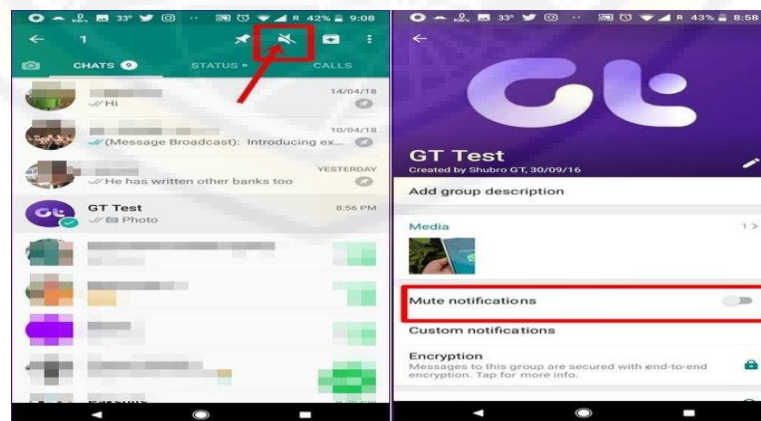 33°
R 42% 9:08
1
CHATS 9
STATUS
CALLS
14/04/18
Hi
10/04/18
(Message Broadcast): Introducing ex...
YESTERDAY
He has written other banks too
GT Test
8:56 PM
Photo
33°
R 43% 8:58
GT
GT Test
Created by Shubro GT, 30/09/16
Add group description
Media
1 >
Mute notifications
Custom notifications
Encryption
Messages to this group are secured with end-to-end
encryption. Tap for more info.